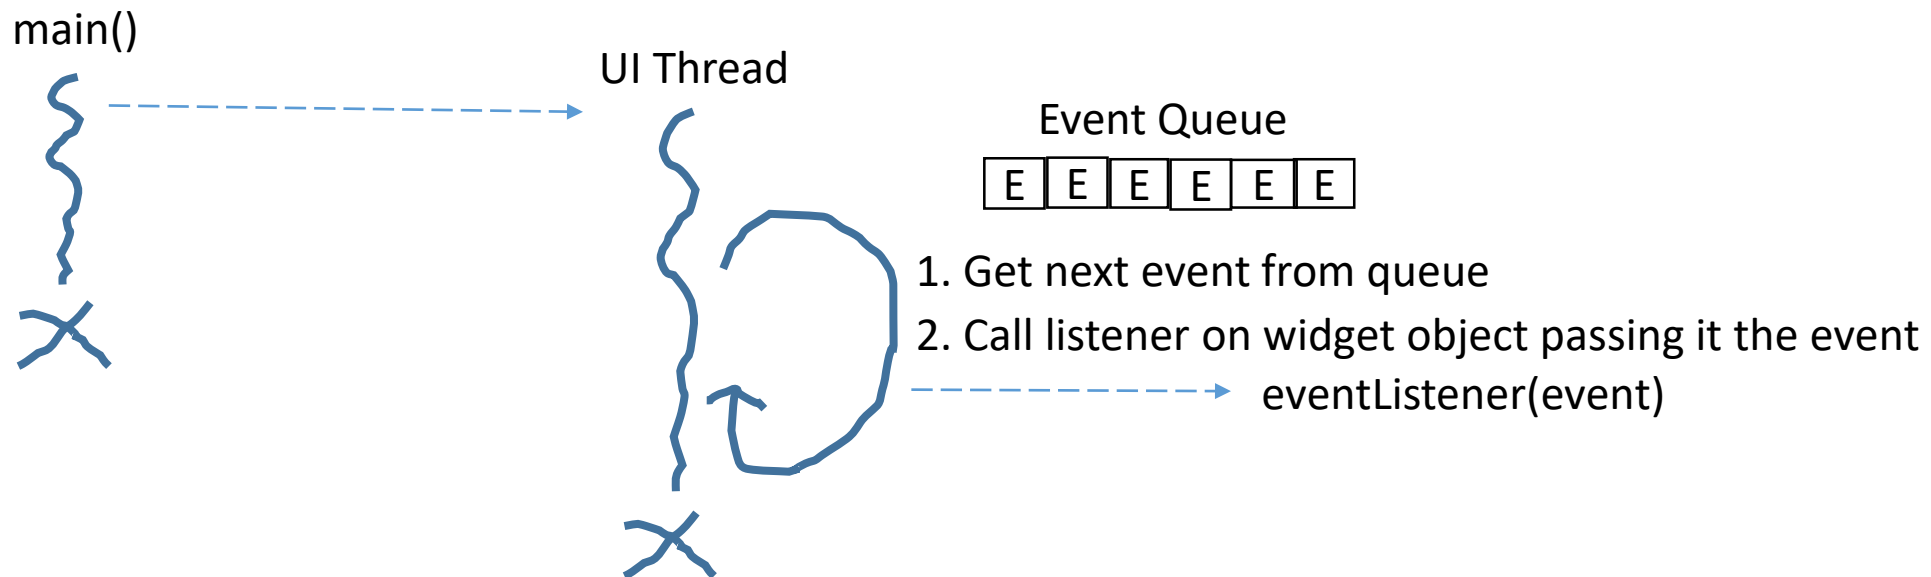 main()
UI Thread
Event Queue
E E E E E E
1. Get next event from queue
2. Call listener on widget object passing it the event
eventListener(event)